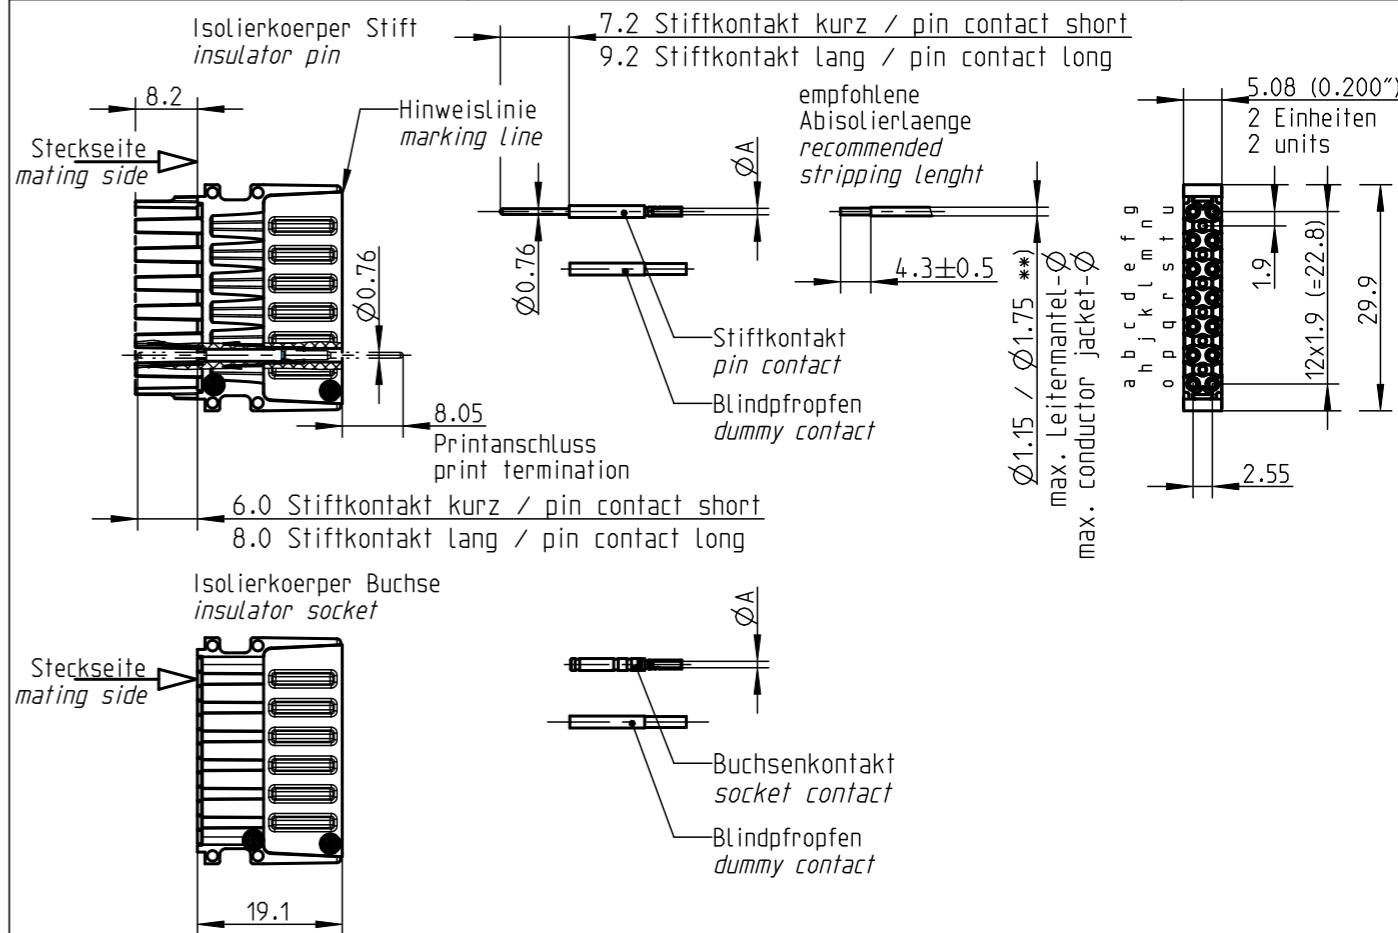 Isolierkoerper Stift
insulator pin
7.2 Stiftkontakt kurz / pin contact short
9.2 Stiftkontakt lang / pin contact long
8.2
Hinweislinie
marking line
Steckseite
mating side
empfohlene
Abisolierlaenge
recommended
stripping lenght
5.08 (0.200")
2 Einheiten
2 units
ØA
Ø0.76
Ø0.76
4.3±0.5
Ø1.15 / Ø1.75 **)
max. Leitermantel-Ø
max. conductor jacket-Ø
a b c d e f g
h j k l m n
o p q r s t u
1.9
12x1.9 (=22.8)
29.9
2.55
Stiftkontakt
pin contact
Blindpfropfen
dummy contact
8.05
Printanschluss
print termination
6.0 Stiftkontakt kurz / pin contact short
8.0 Stiftkontakt lang / pin contact long
Isolierkoerper Buchse
insulator socket
Steckseite
mating side
ØA
Buchsenkontakt
socket contact
Blindpfropfen
dummy contact
19.1